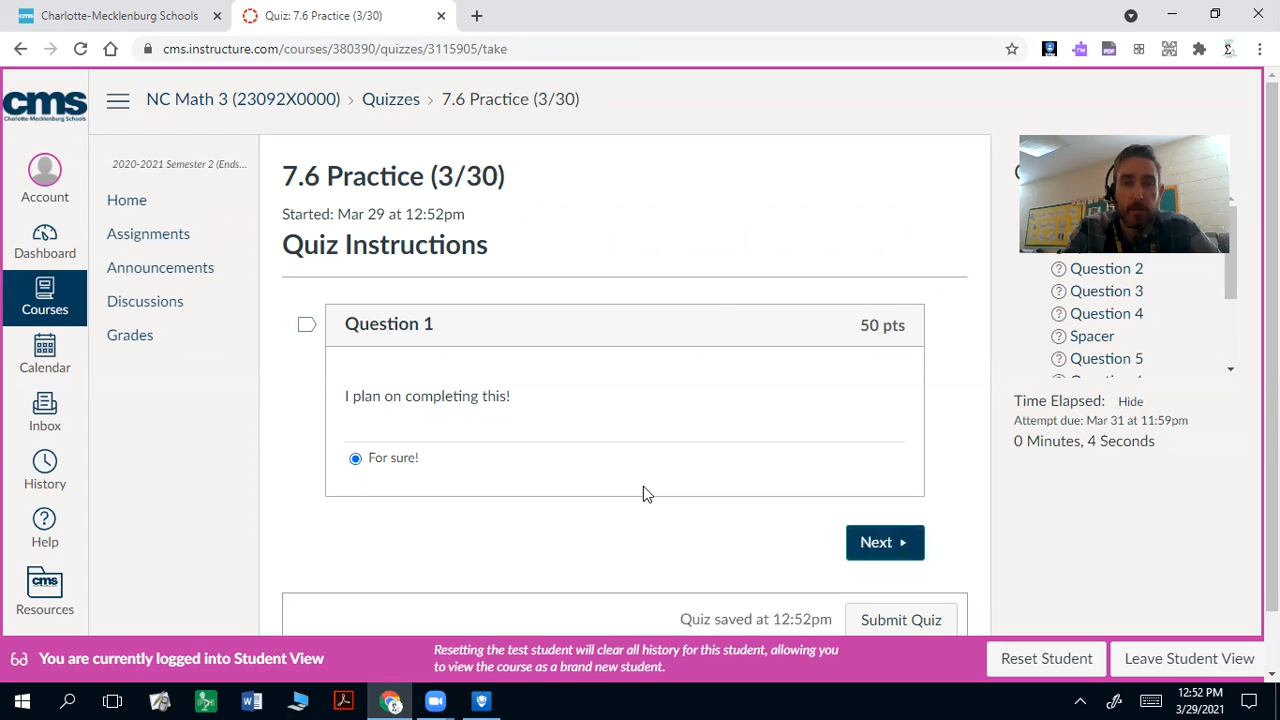 Charlotte-Mecklenburg Schools
Quiz: 7.6 Practice (3/30)
cms.instructure.com/courses/380390/quizzes/3115905/take
cms
Charlotte-Mecklenburg Schools
NC Math 3 (23092X0000) › Quizzes › 7.6 Practice (3/30)
Account
Dashboard
Courses
Calendar
Inbox
History
Help
cms
Resources
2020-2021 Semester 2 (Ends...
Home
Assignments
Announcements
Discussions
Grades
7.6 Practice (3/30)
Started: Mar 29 at 12:52pm
Quiz Instructions
Question 1
50 pts
I plan on completing this!
For sure!
Next
Quiz saved at 12:52pm
Submit Quiz
Question 2
Question 3
Question 4
Spacer
Question 5
Time Elapsed: Hide
Attempt due: Mar 31 at 11:59pm
0 Minutes, 4 Seconds
You are currently logged into Student View
Resetting the test student will clear all history for this student, allowing you
to view the course as a brand new student.
Reset Student
Leave Student View
12:52 PM
3/29/2021